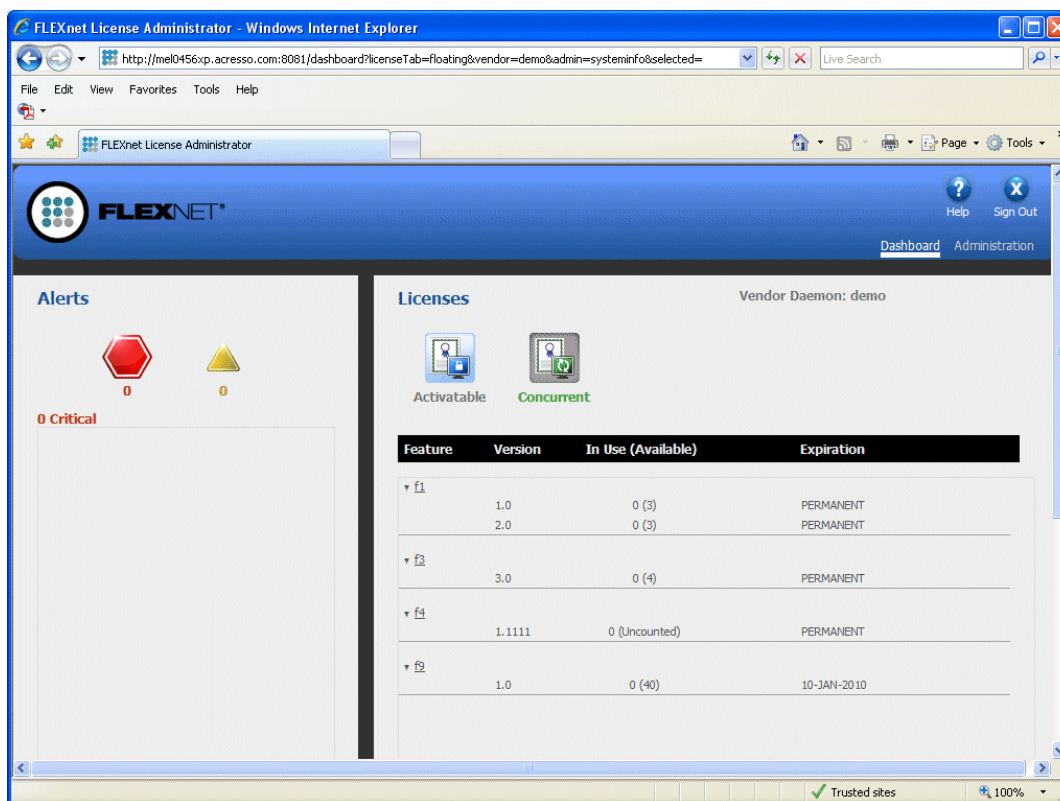 FLEXnet License Administrator - Windows Internet Explorer
http://mel0456xp.acresso.com:8081/dashboard?licenseTab=floating&vendor=demo&admin=systeminfo&selected=
Live Search
File Edit View Favorites Tools Help
FLEXnet License Administrator
Page Tools
FLEXNET
Help Sign Out
Dashboard Administration
Alerts
0 0
0 Critical
Licenses
Vendor Daemon: demo
Activatable Concurrent
Feature Version In Use (Available) Expiration
f1
1.0 0 (3) PERMANENT
2.0 0 (3) PERMANENT
f3
3.0 0 (4) PERMANENT
f4
1.1111 0 (Uncounted) PERMANENT
f9
1.0 0 (40) 10-JAN-2010
Trusted sites 100%